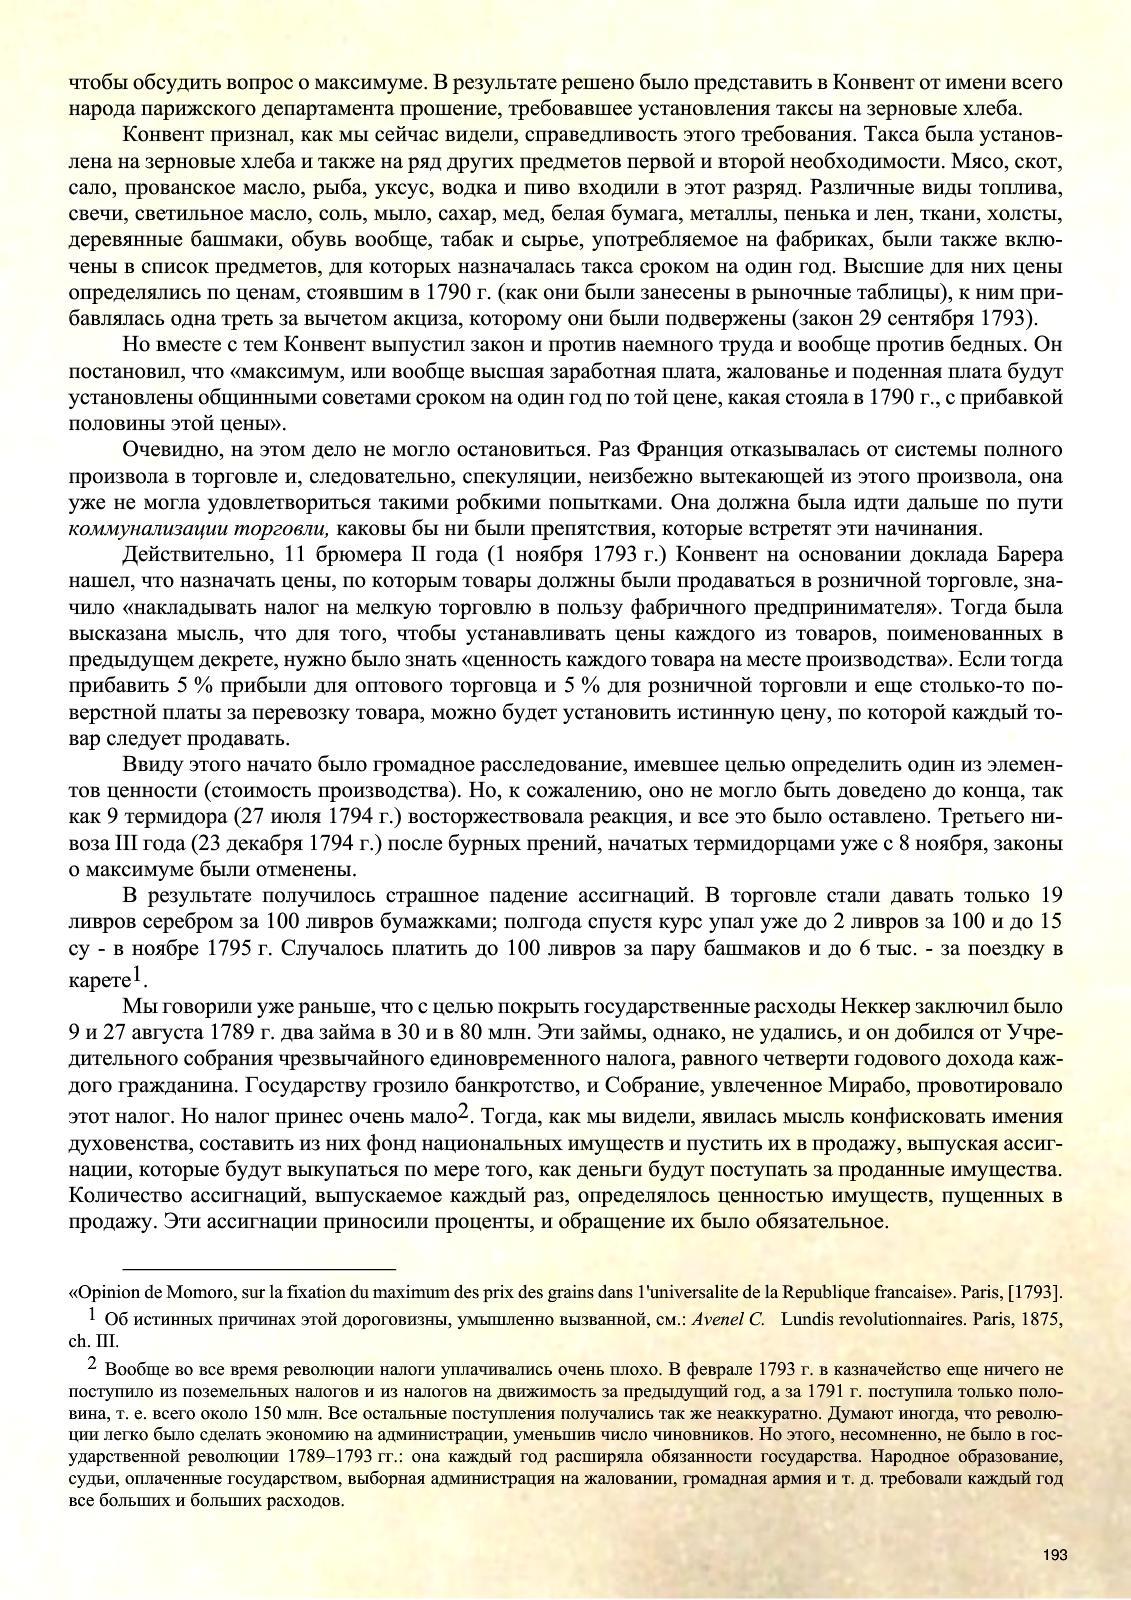 чтобы обсудить вопрос о максимуме. В результате решено было представить в Конвент от имени всего
народа парижского департамента прошение, требовавшее установления таксы на зерновые хлеба.
Конвент признал, как мы сейчас видели, справедливость этого требования. Такса была установ-
лена на зерновые хлеба и также на ряд других предметов первой и второй необходимости. Мясо, скот,
сало, прованское масло, рыба, уксус, водка и пиво входили в этот разряд. Различные виды топлива,
свечи, светильное масло, соль, мыло, сахар, мед, белая бумага, металлы, пенька и лен, ткани, холсты,
деревянные башмаки, обувь вообще, табак и сырье, употребляемое на фабриках, были также вклю-
чены в список предметов, для которых назначалась такса сроком на один год. Высшие для них цены
определялись по ценам, стоявшим в 1790 г. (как они были занесены в рыночные таблицы), к ним при-
бавлялась одна треть за вычетом акциза, которому они были подвержены (закон 29 сентября 1793).
Но вместе с тем Конвент выпустил закон и против наемного труда и вообще против бедных. Он
постановил, что «максимум, или вообще высшая заработная плата, жалованье и поденная плата будут
установлены общинными советами сроком на один год по той цене, какая стояла в 1790 г., с прибавкой
половины этой цены».
Очевидно, на этом дело не могло остановиться. Раз Франция отказывалась от системы полного
произвола в торговле и, следовательно, спекуляции, неизбежно вытекающей из этого произвола, она
уже не могла удовлетвориться такими робкими попытками. Она должна была идти дальше по пути
коммунализации торговли, каковы бы ни были препятствия, которые встретят эти начинания.
Действительно, 11 брюмера II года (1 ноября 1793 г.) Конвент на основании доклада Барера
нашел, что назначать цены, по которым товары должны были продаваться в розничной торговле, зна-
чило «накладывать налог на мелкую торговлю в пользу фабричного предпринимателя». Тогда была
высказана мысль, что для того, чтобы устанавливать цены каждого из товаров, поименованных в
предыдущем декрете, нужно было знать «ценность каждого товара на месте производства». Если тогда
прибавить 5 % прибыли для оптового торговца и 5 % для розничной торговли и еще столько-то по-
верстной платы за перевозку товара, можно будет установить истинную цену, по которой каждый то-
вар следует продавать.
Ввиду этого начато было громадное расследование, имевшее целью определить один из элемен-
тов ценности (стоимость производства). Но, к сожалению, оно не могло быть доведено до конца, так
как 9 термидора (27 июля 1794 г.) восторжествовала реакция, и все это было оставлено. Третьего ни-
воза III года (23 декабря 1794 г.) после бурных прений, начатых термидорцами уже с 8 ноября, законы
о максимуме были отменены.
В результате получилось страшное падение ассигнаций. В торговле стали давать только 19
ливров серебром за 100 ливров бумажками; полгода спустя курс упал уже до 2 ливров за 100 и до 15
су - в ноябре 1795 г. Случалось платить до 100 ливров за пару башмаков и до 6 тыс. - за поездку в
карете1.
Мы говорили уже раньше, что с целью покрыть государственные расходы Неккер заключил было
9 и 27 августа 1789 г. два займа в 30 и в 80 млн. Эти займы, однако, не удались, и он добился от Учре-
дительного собрания чрезвычайного единовременного налога, равного четверти годового дохода каж-
дого гражданина. Государству грозило банкротство, и Собрание, увлеченное Мирабо, провотировало
этот налог. Но налог принес очень мало2. Тогда, как мы видели, явилась мысль конфисковать имения
духовенства, составить из них фонд национальных имуществ и пустить их в продажу, выпуская ассиг-
нации, которые будут выкупаться по мере того, как деньги будут поступать за проданные имущества.
Количество ассигнаций, выпускаемое каждый раз, определялось ценностью имуществ, пущенных в
продажу. Эти ассигнации приносили проценты, и обращение их было обязательное.
«Opinion de Momoro, sur la fixation du maximum des prix des grains dans 1'universalite de la Republique francaise». Paris, [1793].
1 Об истинных причинах этой дороговизны, умышленно вызванной, см.: Avenel C. Lundis revolutionnaires. Paris, 1875,
ch. III.
2 Вообще во все время революции налоги уплачивались очень плохо. В феврале 1793 г. в казначейство еще ничего не
поступило из поземельных налогов и из налогов на движимость за предыдущий год, а за 1791 г. поступила только поло-
вина, т. е. всего около 150 млн. Все остальные поступления получались так же неаккуратно. Думают иногда, что револю-
ции легко было сделать экономию на администрации, уменьшив число чиновников. Но этого, несомненно, не было в гос-
ударственной революции 1789–1793 гг.: она каждый год расширяла обязанности государства. Народное образование,
судьи, оплаченные государством, выборная администрация на жаловании, громадная армия и т. д. требовали каждый год
все больших и больших расходов.
193